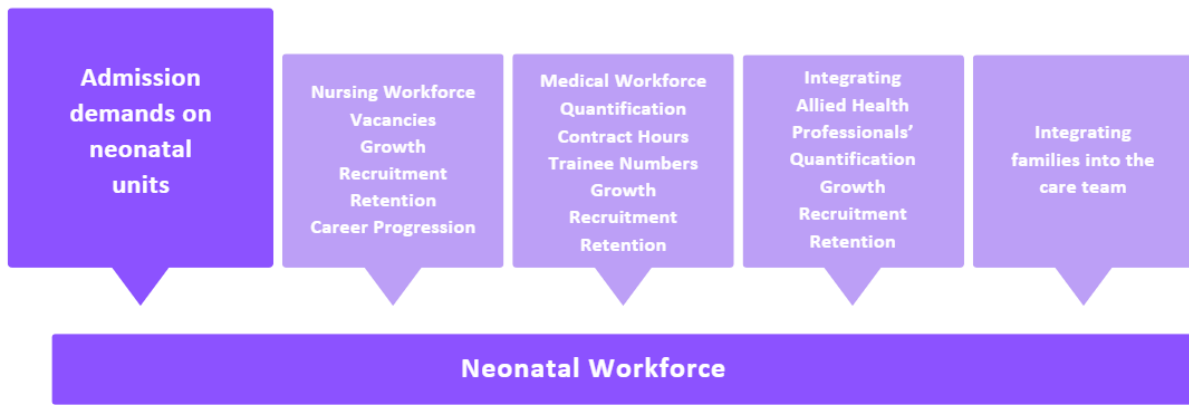 Admission
demands on
neonatal
units
Nursing Workforce
Vacancies
Growth
Recruitment
Retention
Career Progression
Medical Workforce
Quantification
Contract Hours
Trainee Numbers
Growth
Recruitment
Retention
Integrating
Allied Health
Professionals’
Quantification
Growth
Recruitment
Retention
Integrating
families into the
care team
Neonatal Workforce